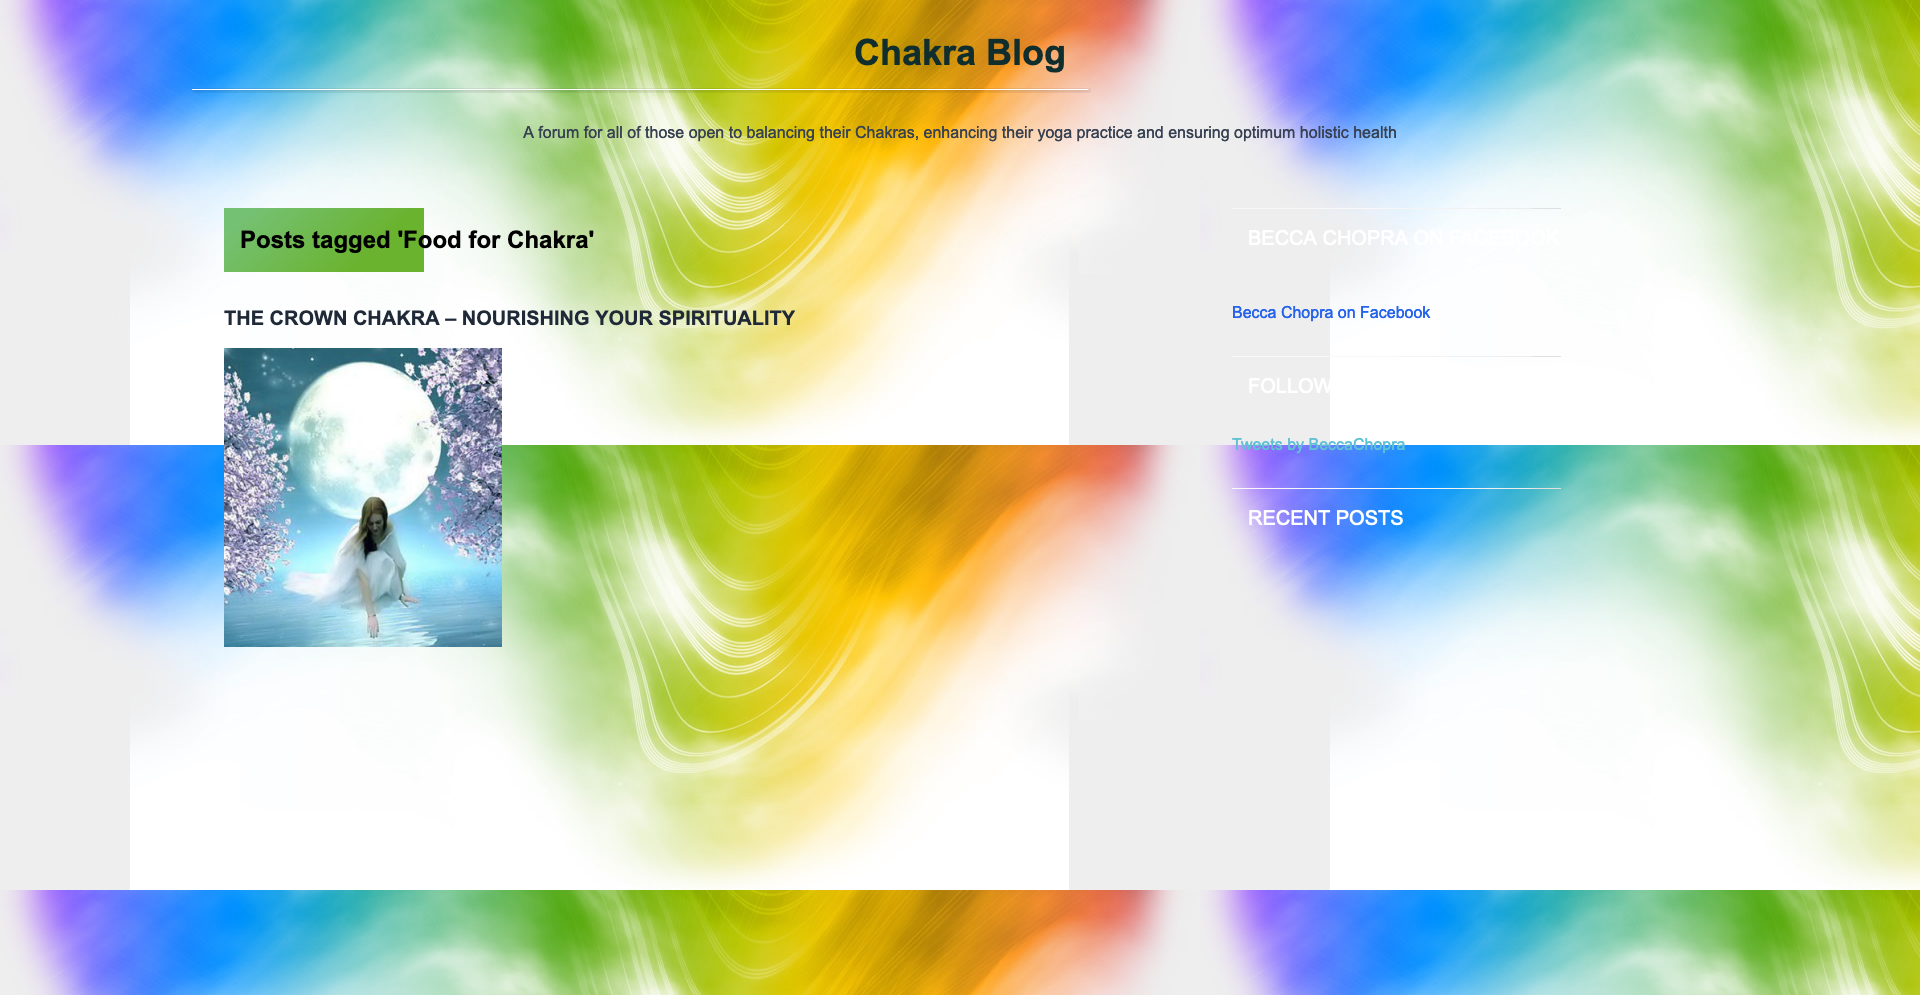 Chakra Blog
A forum for all of those open to balancing their Chakras, enhancing their yoga practice and ensuring optimum holistic health
Posts tagged 'Food for Chakra'
THE CROWN CHAKRA – NOURISHING YOUR SPIRITUALITY
BECCA CHOPRA ON FACEBOOK
Becca Chopra on Facebook
FOLLOW
Tweets by BeccaChopra
RECENT POSTS